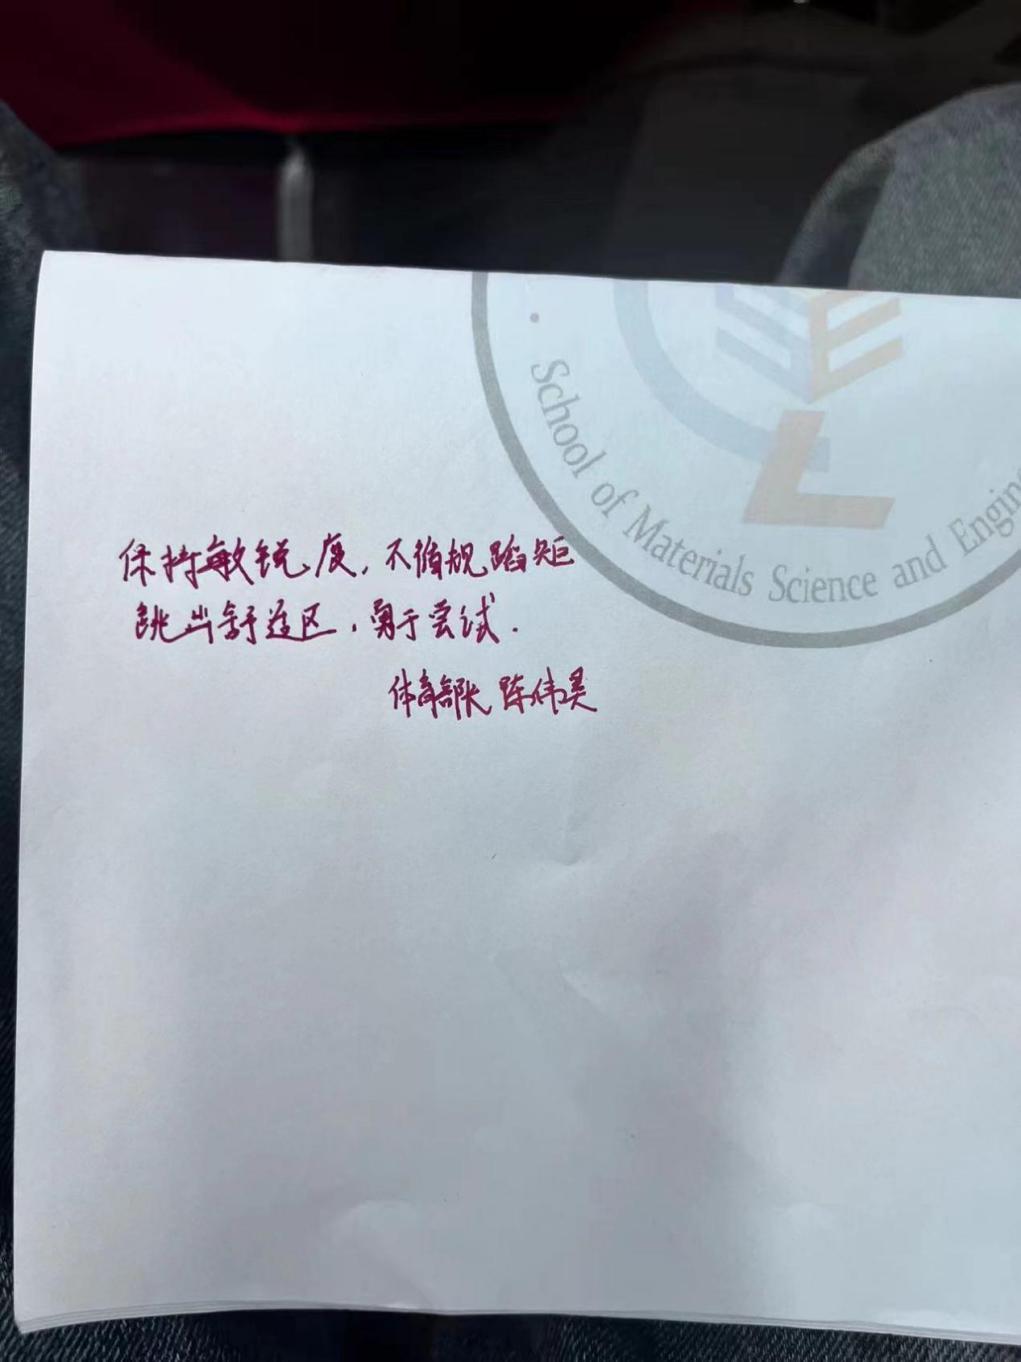 School of Materials Science and Engin
保持敏锐度，不循规蹈矩
跳出舒适区，勇于尝试．
体育部长 陈伟昊